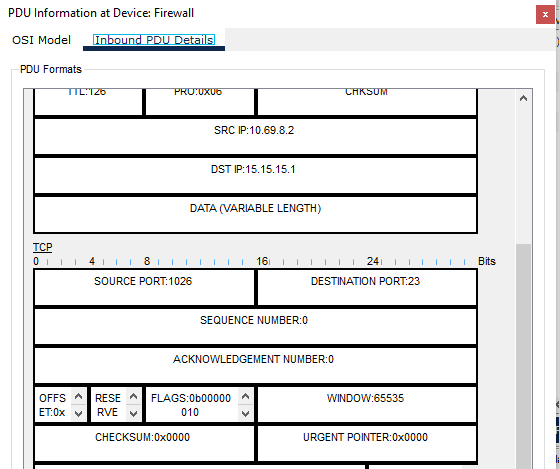 PDU Information at Device: Firewall
x
OSI Model Inbound PDU Details
PDU Formats
TTL:126 PRO:0x06 CHKSUM
SRC IP:10.69.8.2
DST IP:15.15.15.1
DATA (VARIABLE LENGTH)
TCP
0 4 8 16 24 Bits
SOURCE PORT:1026 DESTINATION PORT:23
SEQUENCE NUMBER:0
ACKNOWLEDGEMENT NUMBER:0
OFFS RESE FLAGS:0b00000 WINDOW:65535
ET:0x RVE 010
CHECKSUM:0x0000 URGENT POINTER:0x0000